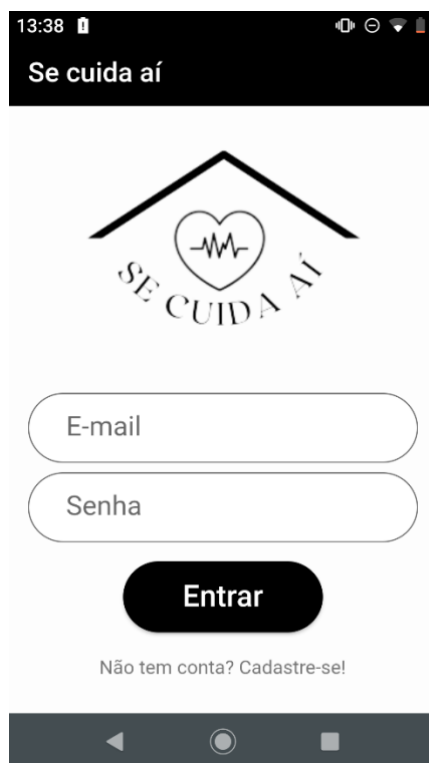 13:38
Se cuida aí
SE CUIDA AÍ
E-mail
Senha
Entrar
Não tem conta? Cadastre-se!